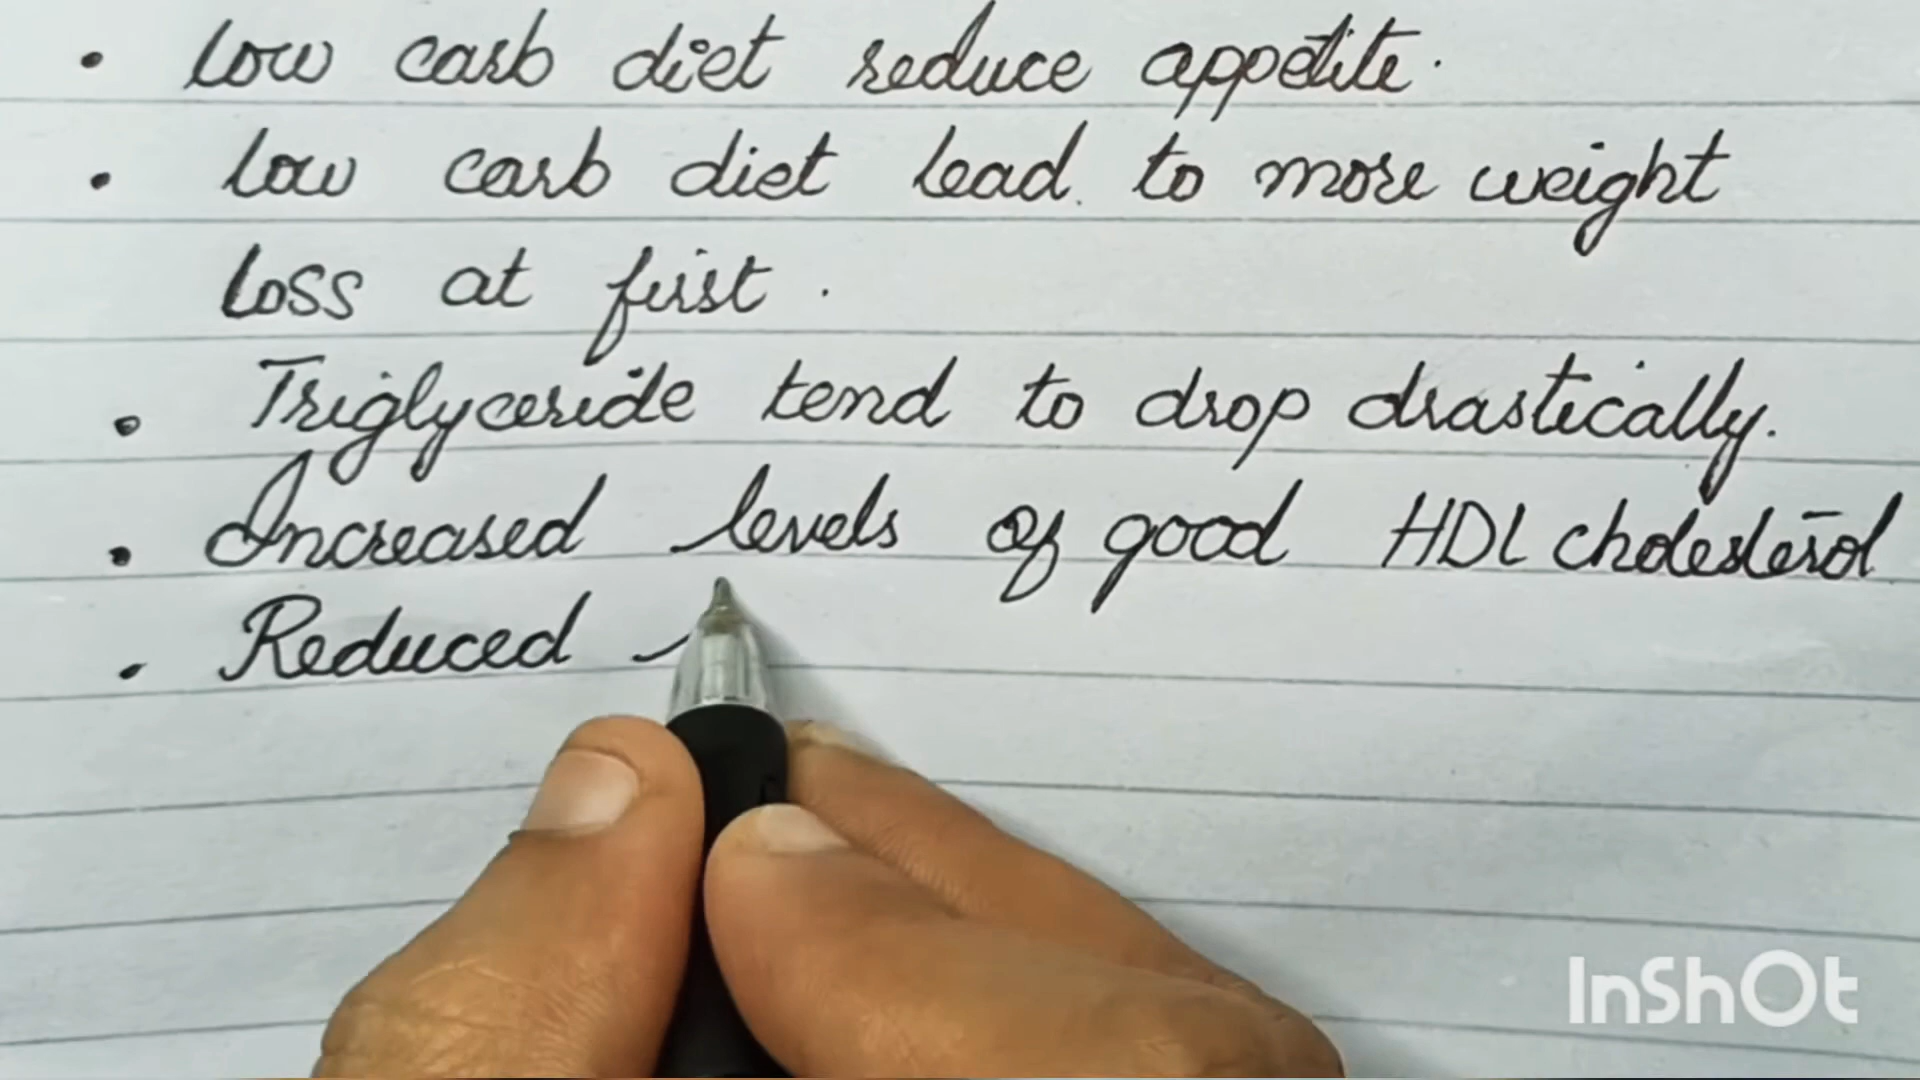 • low carb diet reduce appetite.
• low carb diet lead to more weight
loss at first.
• Triglyceride tend to drop drastically.
• Increased levels of good HDL cholesterol
• Reduced
InShOt